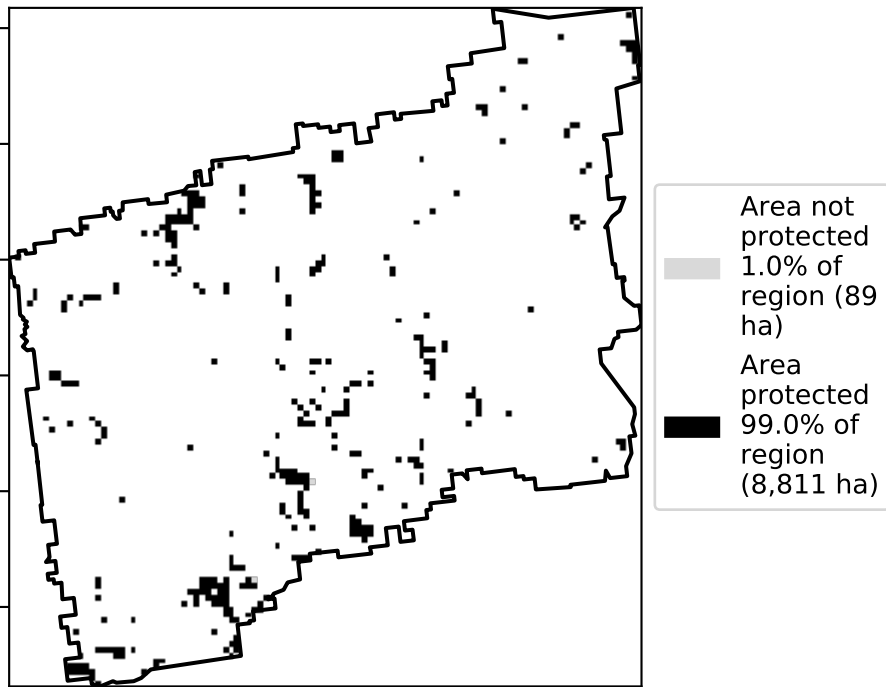 Area not
protected
1.0% of
region (89
ha)
Area
protected
99.0% of
region
(8,811 ha)